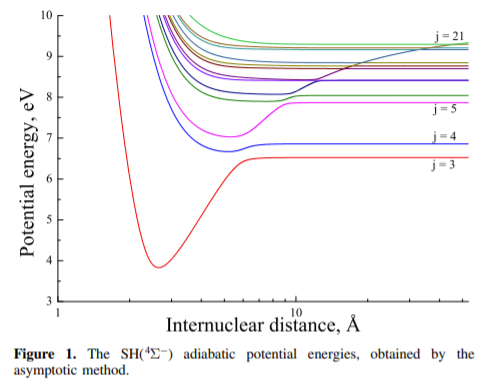 10
9
8
7
6
5
4
3
Potential energy, eV
j = 21
j = 5
j = 4
j = 3
1
10
Internuclear distance, Å
Figure 1. The SH(⁴Σ⁻) adiabatic potential energies, obtained by the
asymptotic method.